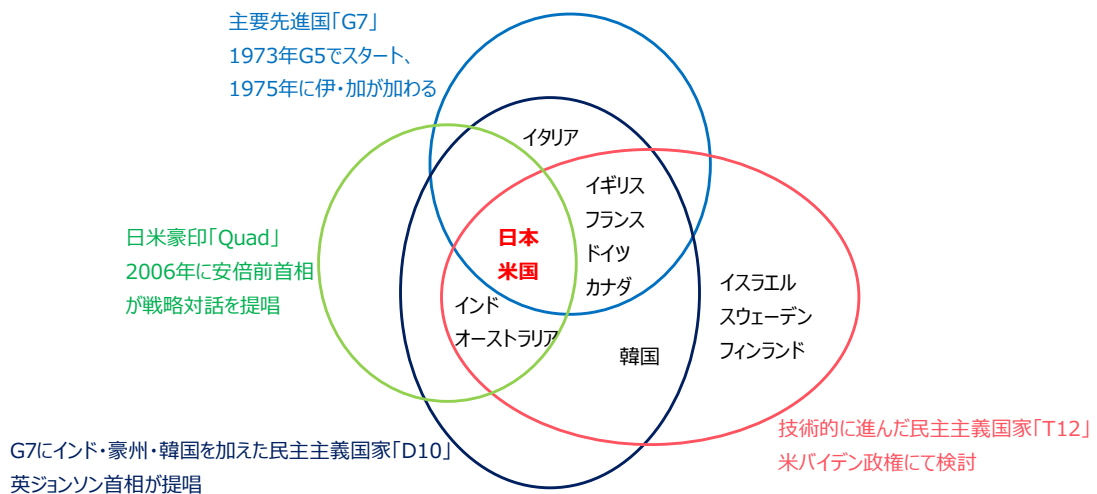 主要先進国「G7」
1973年G5でスタート、
1975年に伊・加が加わる
イタリア
イギリス
フランス
ドイツ
カナダ
日本
米国
日米豪印「Quad」
2006年に安倍前首相
が戦略対話を提唱
インド
オーストラリア
イスラエル
スウェーデン
フィンランド
韓国
技術的に進んだ民主主義国家「T12」
米バイデン政権にて検討
G7にインド・豪州・韓国を加えた民主主義国家「D10」
英ジョンソン首相が提唱